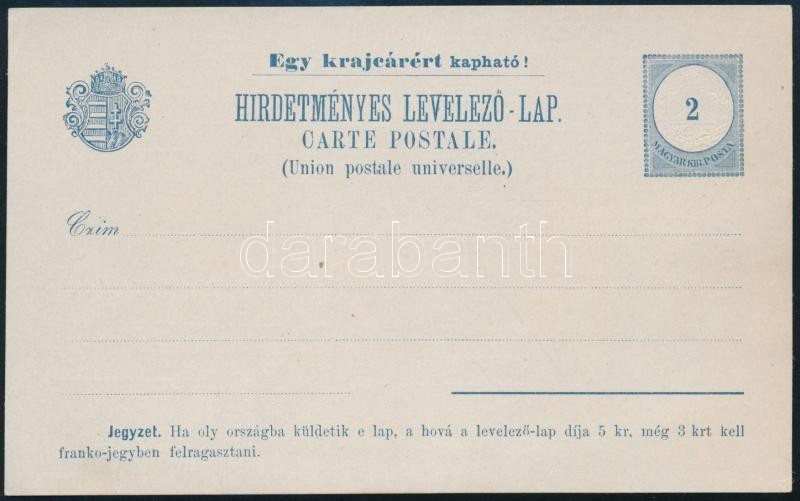 Egy krajcárért kapható!
HIRDETMÉNYES LEVELEZŐ-LAP.
CARTE POSTALE.
(Union postale universelle.)
2
MAGYAR KIR. POSTA
Czim
darabanth
Jegyzet. Ha oly országba küldetik e lap, a hová a levelező-lap díja 5 kr, még 3 krt kell
franko-jegyben felragasztani.